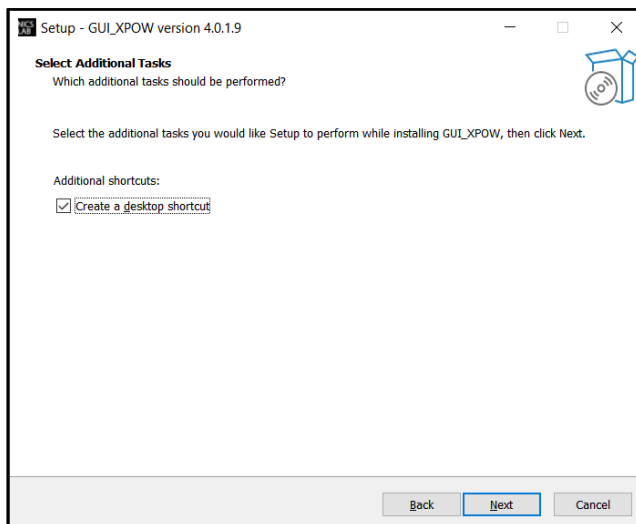 NICS
LAB
Setup - GUI_XPOW version 4.0.1.9
Select Additional Tasks
Which additional tasks should be performed?
Select the additional tasks you would like Setup to perform while installing GUI_XPOW, then click Next.
Additional shortcuts:
Create a desktop shortcut
Back
Next
Cancel